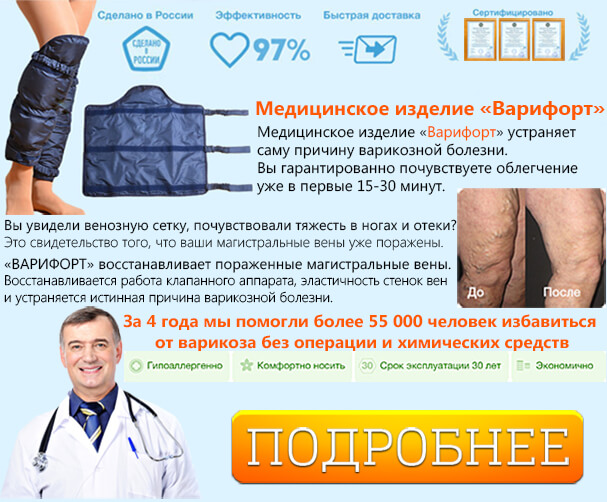 Сделано в России
Эффективность
Быстрая доставка
Сертифицировано
СДЕЛАНО В РОССИИ
97%
Медицинское изделие «Варифорт»
Медицинское изделие «Варифорт» устраняет
саму причину варикозной болезни.
Вы гарантированно почувствуете облегчение
уже в первые 15-30 минут.
Вы увидели венозную сетку, почувствовали тяжесть в ногах и отеки?
Это свидетельство того, что ваши магистральные вены уже поражены.
«ВАРИФОРТ» восстанавливает пораженные магистральные вены.
Восстанавливается работа клапанного аппарата, эластичность стенок вен
и устраняется истинная причина варикозной болезни.
До
После
За 4 года мы помогли более 55 000 человек избавиться
от варикоза без операции и химических средств
Гипоаллергенно
Комфортно носить
30 Срок эксплуатации 30 лет
Экономично
ПОДРОБНЕЕ